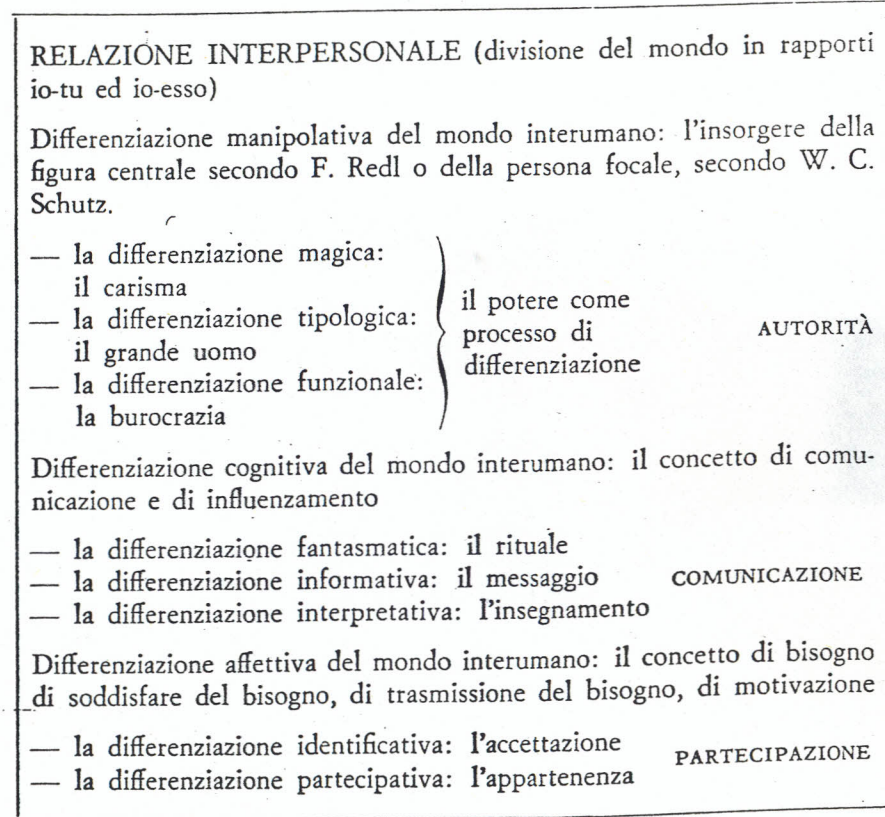 RELAZIONE INTERPERSONALE (divisione del mondo in rapporti
io-tu ed io-esso)
Differenziazione manipolativa del mondo interumano: l'insorgere della
figura centrale secondo F. Redl o della persona focale, secondo W. C.
Schutz.
— la differenziazione magica:
il carisma
— la differenziazione tipologica:
il grande uomo
— la differenziazione funzionale:
la burocrazia
il potere come
processo di
differenziazione
AUTORITÀ
Differenziazione cognitiva del mondo interumano: il concetto di comu-
nicazione e di influenzamento
— la differenziazione fantasmatica: il rituale
— la differenziazione informativa: il messaggio COMUNICAZIONE
— la differenziazione interpretativa: l'insegnamento
Differenziazione affettiva del mondo interumano: il concetto di bisogno
di soddisfare del bisogno, di trasmissione del bisogno, di motivazione
— la differenziazione identificativa: l'accettazione
PARTECIPAZIONE
— la differenziazione partecipativa: l'appartenenza